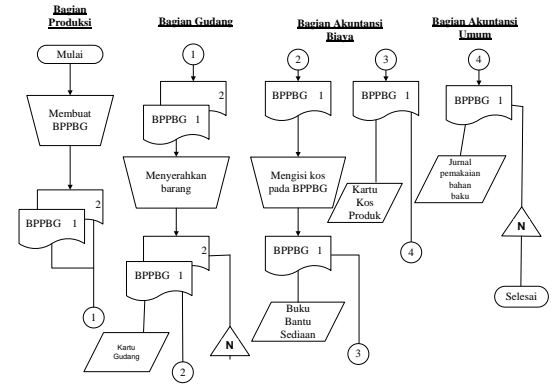 Bagian
Produksi
Mulai
Membuat
BPPBG
2
BPPBG 1
1
Bagian Gudang
1
2
BPPBG 1
Menyerahkan
barang
2
BPPBG 1
Kartu
Gudang
2
N
Bagian Akuntansi
Biaya
2
BPPBG 1
Mengisi kos
pada BPPBG
BPPBG 1
Buku
Bantu
Sediaan
3
3
BPPBG 1
Kartu
Kos
Produk
4
Bagian Akuntansi
Umum
4
BPPBG 1
Jurnal
pemakaian
bahan
baku
N
Selesai